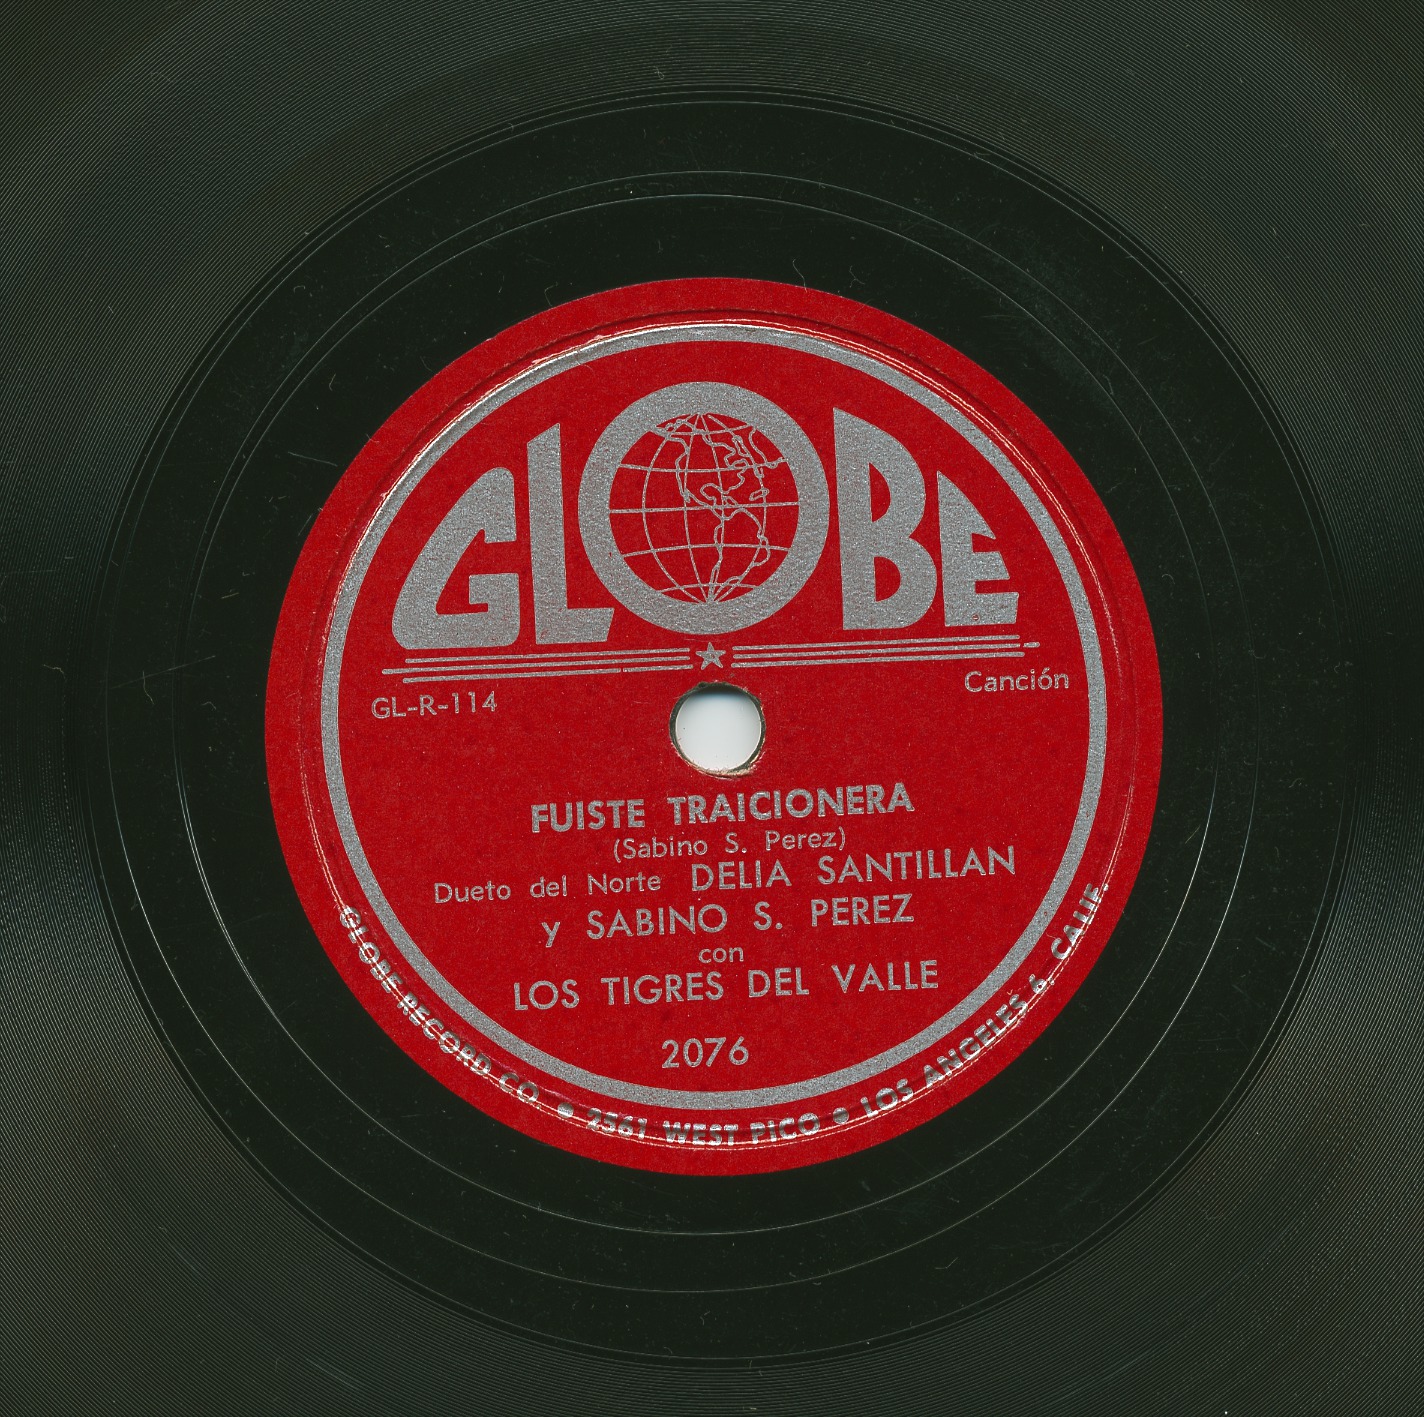 GLOBE
GL-R-114
Canción
FUISTE TRAICIONERA
(Sabino S. Perez)
Dueto del Norte DELIA SANTILLAN
y SABINO S. PEREZ
con
LOS TIGRES DEL VALLE
2076
GLOBE RECORD CO. • 2561 WEST PICO • LOS ANGELES 6, CALIF.